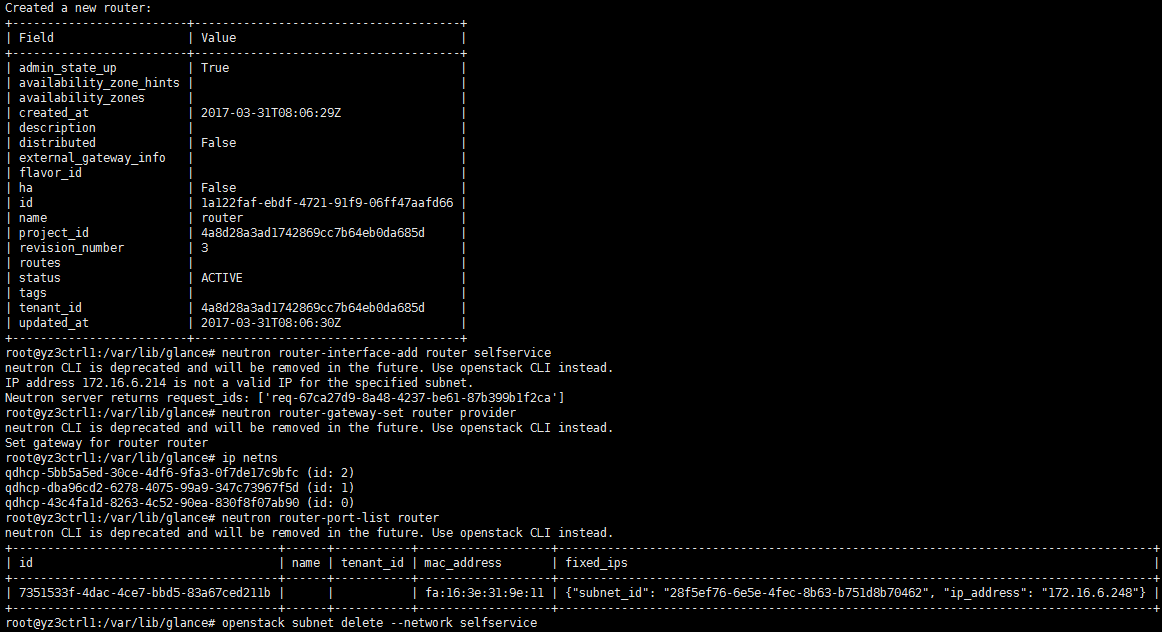 Created a new router:
+------------------------+--------------------------------------+
| Field | Value |
+------------------------+--------------------------------------+
| admin_state_up | True |
| availability_zone_hints | |
| availability_zones | |
| created_at | 2017-03-31T08:06:29Z |
| description | |
| distributed | False |
| external_gateway_info | |
| flavor_id | |
| ha | False |
| id | 1a122faf-ebdf-4721-91f9-06ff47aafd66 |
| name | router |
| project_id | 4a8d28a3ad1742869cc7b64eb0da685d |
| revision_number | 3 |
| routes | |
| status | ACTIVE |
| tags | |
| tenant_id | 4a8d28a3ad1742869cc7b64eb0da685d |
| updated_at | 2017-03-31T08:06:30Z |
+------------------------+--------------------------------------+
root@yz3ctrl1:/var/lib/glance# neutron router-interface-add router selfservice
neutron CLI is deprecated and will be removed in the future. Use openstack CLI instead.
IP address 172.16.6.214 is not a valid IP for the specified subnet.
Neutron server returns request_ids: ['req-67ca27d9-8a48-4237-be61-87b399b1f2ca']
root@yz3ctrl1:/var/lib/glance# neutron router-gateway-set router provider
neutron CLI is deprecated and will be removed in the future. Use openstack CLI instead.
Set gateway for router router
root@yz3ctrl1:/var/lib/glance# ip netns
qdhcp-5bb5a5ed-30ce-4df6-9fa3-0f7de17c9bfc (id: 2)
qdhcp-dba96cd2-6278-4075-99a9-347c73967f5d (id: 1)
qdhcp-43c4fa1d-8263-4c52-90ea-830f8f07ab90 (id: 0)
root@yz3ctrl1:/var/lib/glance# neutron router-port-list router
neutron CLI is deprecated and will be removed in the future. Use openstack CLI instead.
+--------------------------------------+------+-----------+-------------------+-------------------------------------------------------------------------------------+
| id | name | tenant_id | mac_address | fixed_ips |
+--------------------------------------+------+-----------+-------------------+-------------------------------------------------------------------------------------+
| 7351533f-4dac-4ce7-bbd5-83a67ced211b | | | fa:16:3e:31:9e:11 | {"subnet_id": "28f5ef76-6e5e-4fec-8b63-b751d8b70462", "ip_address": "172.16.6.248"} |
+--------------------------------------+------+-----------+-------------------+-------------------------------------------------------------------------------------+
root@yz3ctrl1:/var/lib/glance# openstack subnet delete --network selfservice